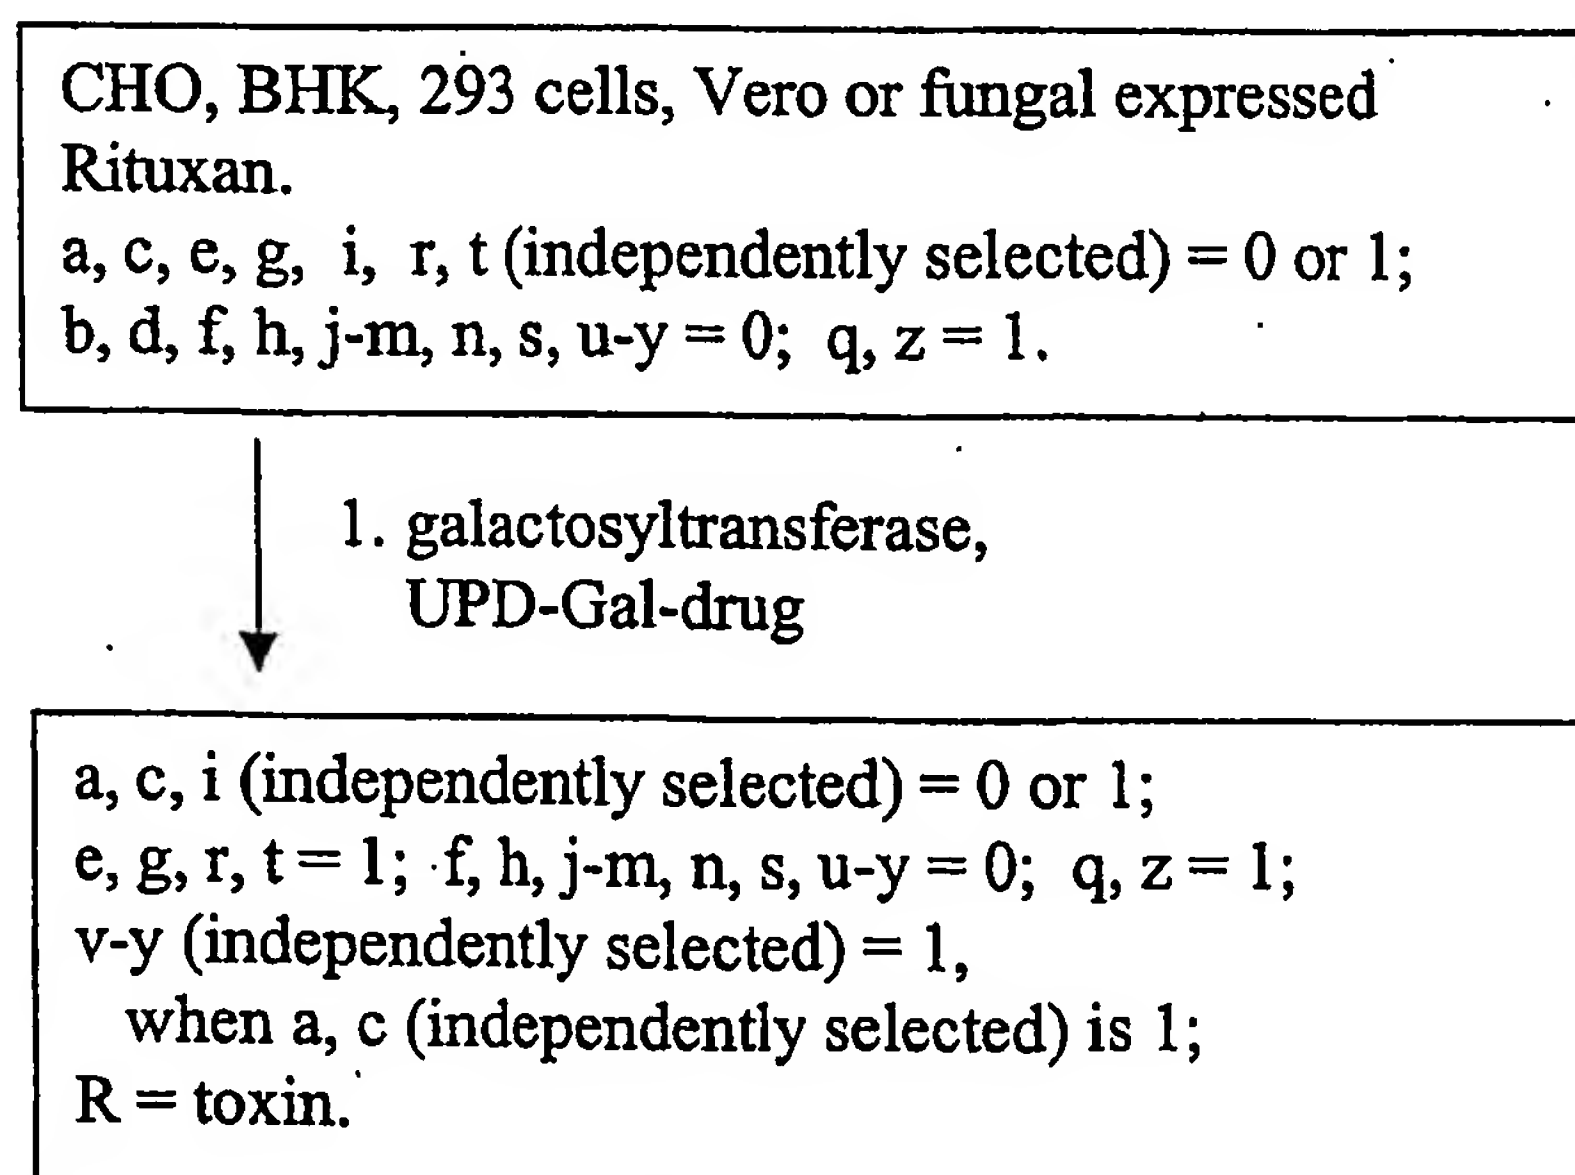 CHO, BHK, 293 cells, Vero or fungal expressed
Rituxan.
a, c, e, g, i, r, t (independently selected) = 0 or 1;
b, d, f, h, j-m, n, s, u-y = 0; q, z = 1.
1. galactosyltransferase,
UPD-Gal-drug
a, c, i (independently selected) = 0 or 1;
e, g, r, t = 1; f, h, j-m, n, s, u-y = 0; q, z = 1;
v-y (independently selected) = 1,
when a, c (independently selected) is 1;
R = toxin.